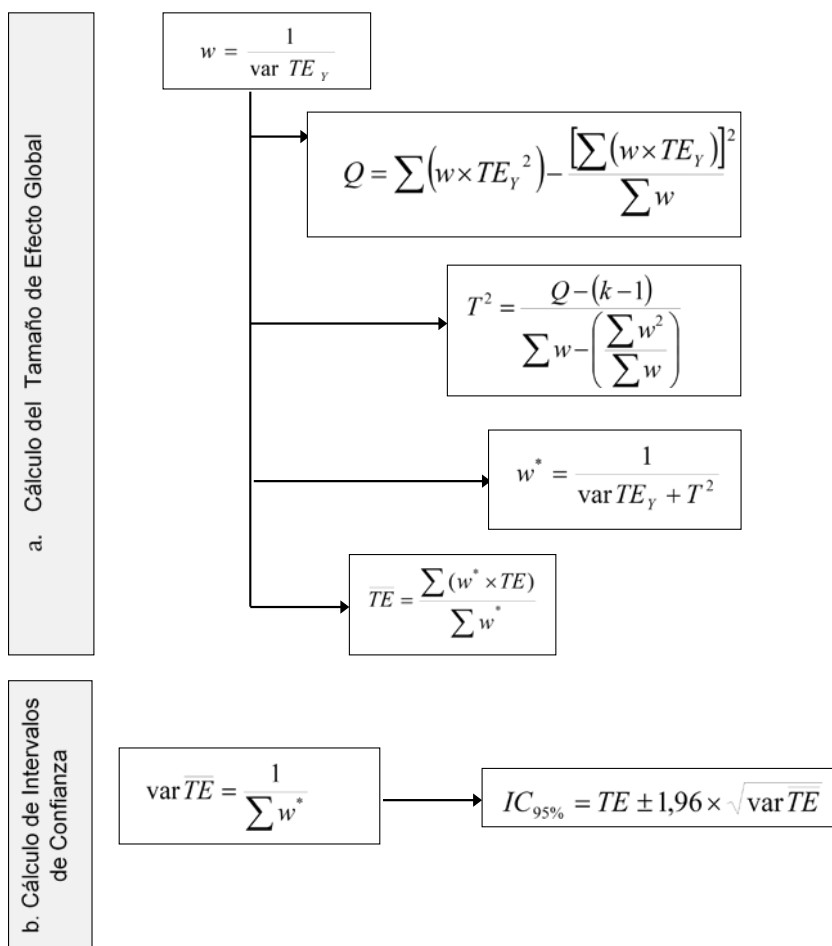 a. Cálculo del Tamaño de Efecto Global
w = 1 / var TE_Y
Q = ∑(w×TE_Y²) − [∑(w×TE_Y)]² / ∑w
T² = Q−(k−1) / ∑w−(∑w² / ∑w)
w* = 1 / var TE_Y + T²
T̅E̅ = ∑(w*×TE) / ∑w*
b. Cálculo de Intervalos
de Confianza
var T̅E̅ = 1 / ∑w*
IC_95% = TE ± 1,96 × √var T̅E̅